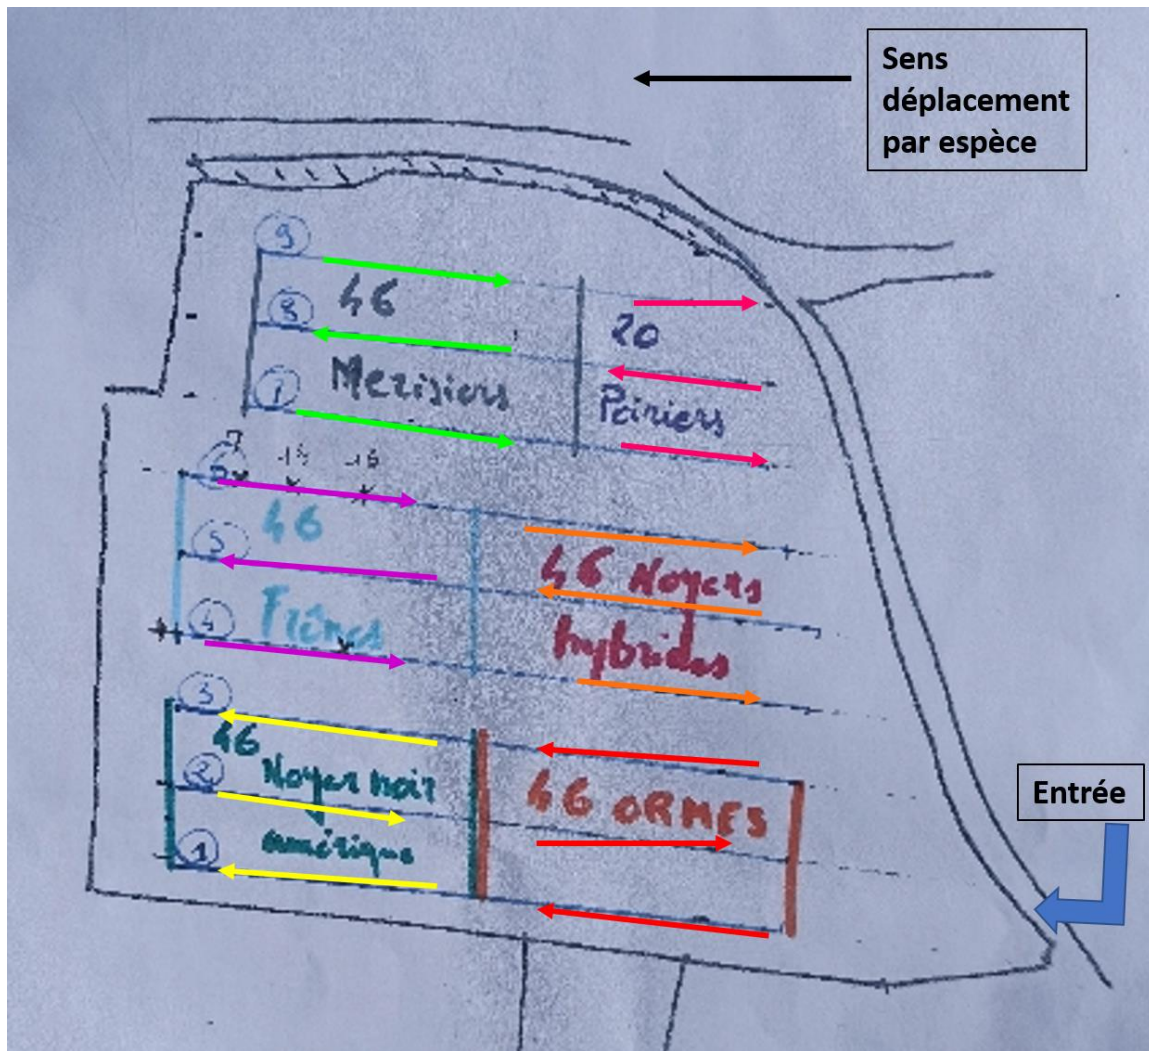 Sens
déplacement
par espèce
9
46
8
20
7
Merisiers
Poiriers
7
46
5
46 Noyers
4
Frênes
hybrides
3
46
Noyer noir
2
46 ORMES
Entrée
1
amérique